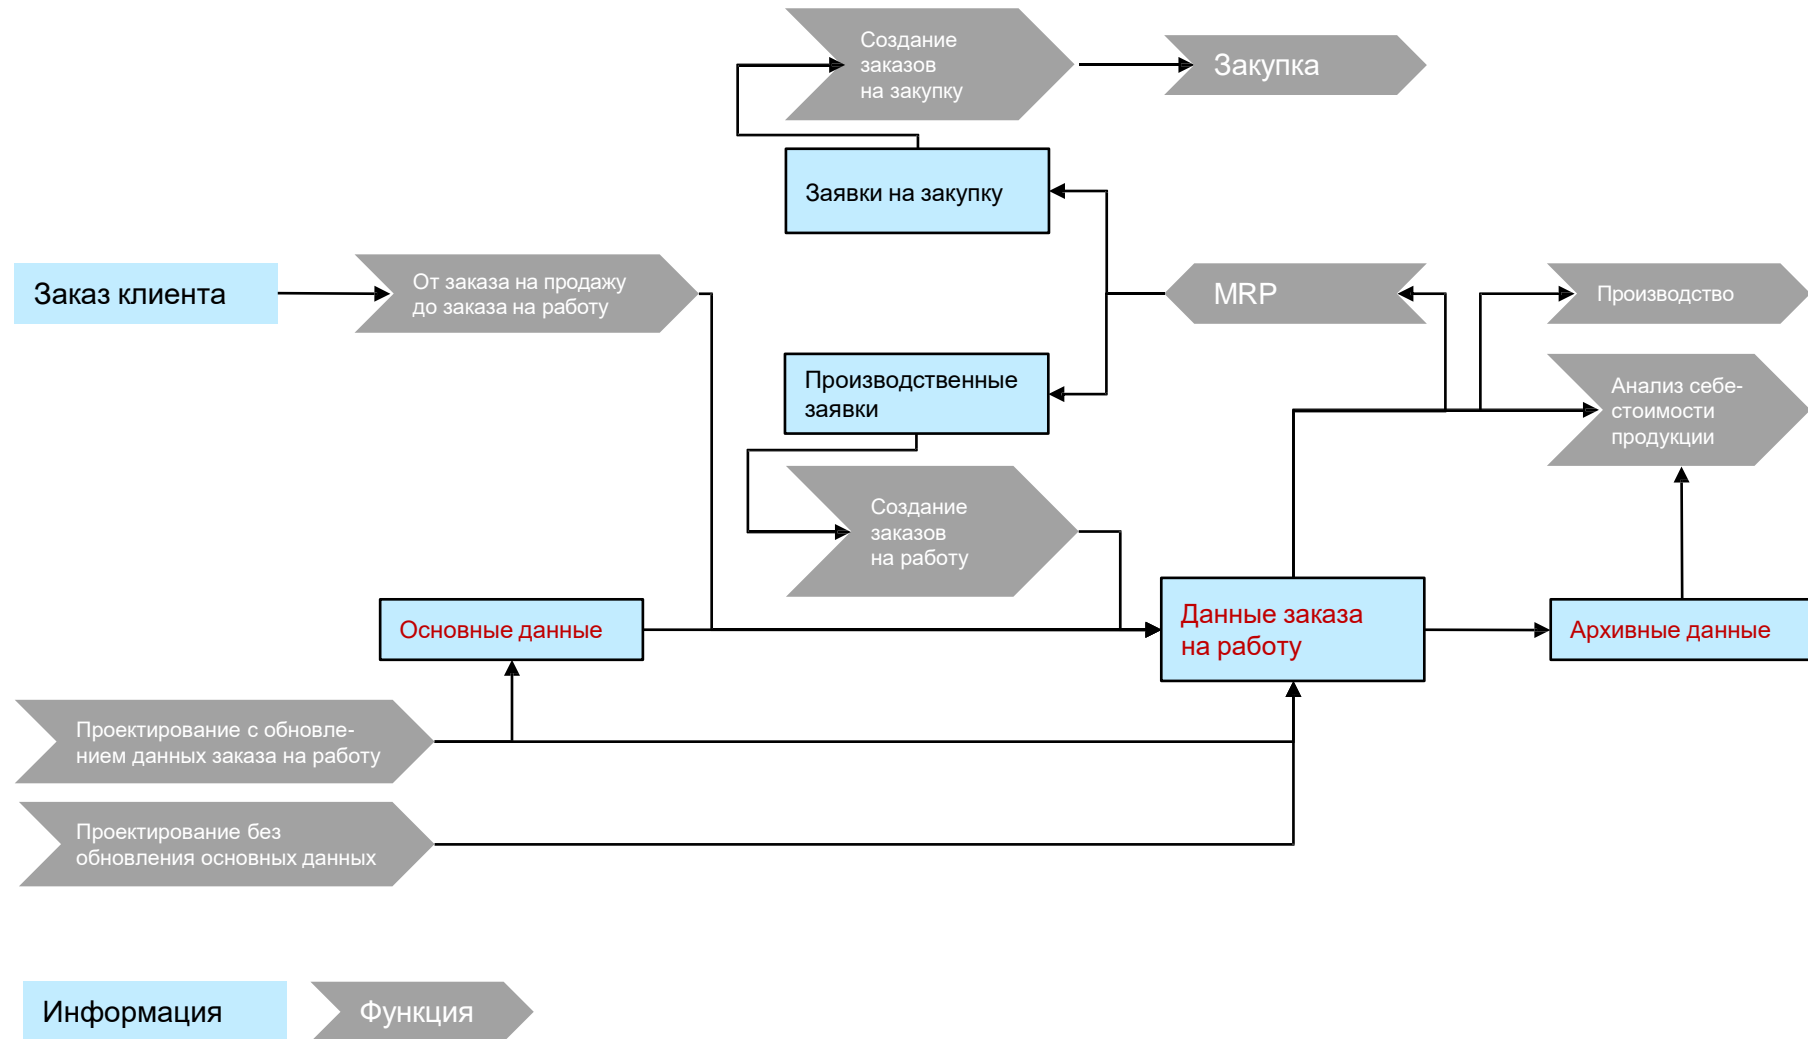 Создание
заказов
на закупку
Закупка
Заявки на закупку
Заказ клиента
От заказа на продажу
до заказа на работу
MRP
Производство
Производственные
заявки
Анализ себе-
стоимости
продукции
Создание
заказов
на работу
Основные данные
Данные заказа
на работу
Архивные данные
Проектирование с обновле-
нием данных заказа на работу
Проектирование без
обновления основных данных
Информация
Функция